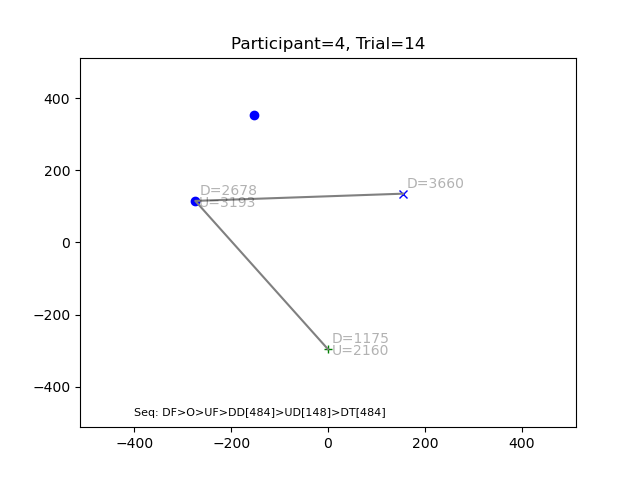 Participant=4, Trial=14
400
200
0
−200
−400
D=2678
U=3193
D=3660
D=1175
U=2160
Seq: DF>O>UF>DD[484]>UD[148]>DT[484]
−400 −200 0 200 400